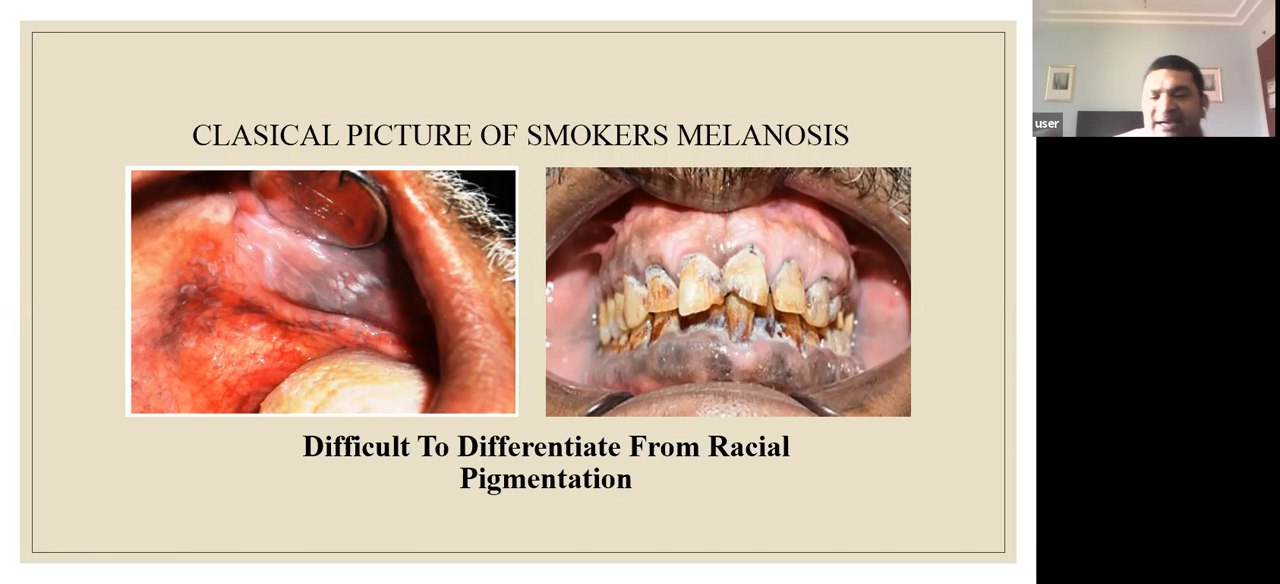 CLASICAL PICTURE OF SMOKERS MELANOSIS
Difficult To Differentiate From Racial
Pigmentation
user